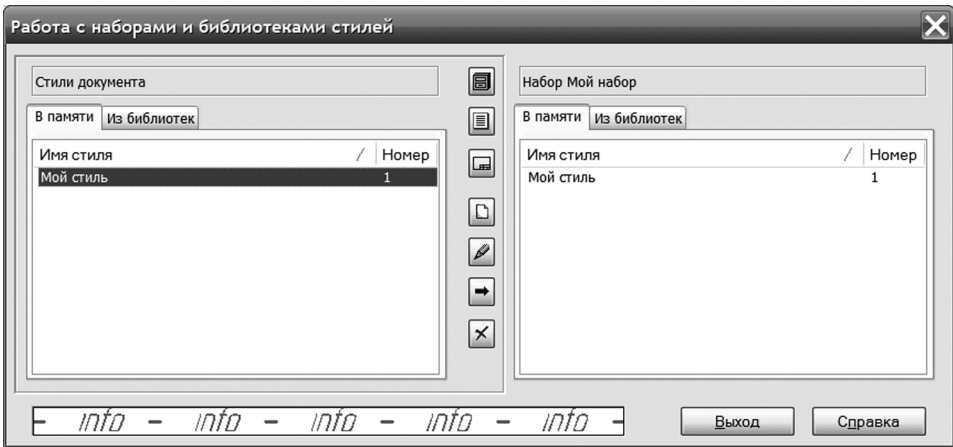 Работа с наборами и библиотеками стилей
Стили документа
В памяти Из библиотек
Имя стиля / Номер
Мой стиль 1
Набор Мой набор
В памяти Из библиотек
Имя стиля / Номер
Мой стиль 1
– info – info – info – info – info –
Выход Справка